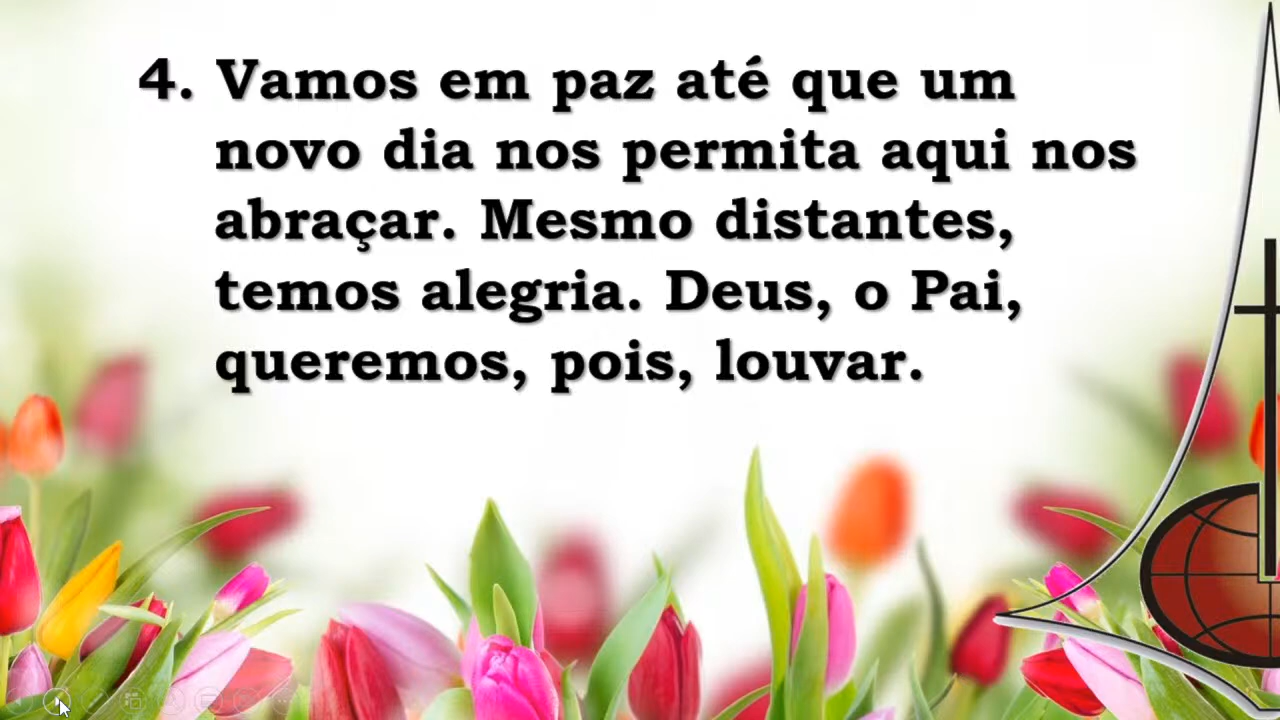 4. Vamos em paz até que um
novo dia nos permita aqui nos
abraçar. Mesmo distantes,
temos alegria. Deus, o Pai,
queremos, pois, louvar.